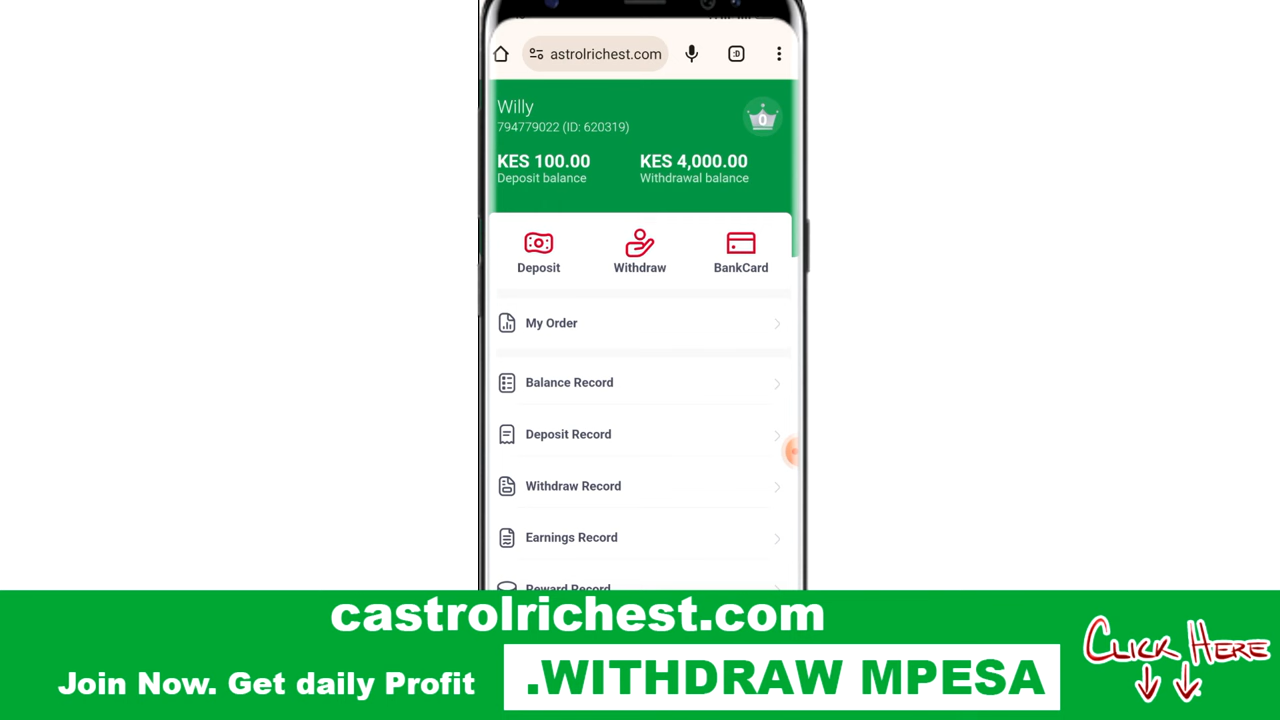 astrolrichest.com
:D
Willy
794779022 (ID: 620319)
0
KES 100.00
KES 4,000.00
Deposit balance
Withdrawal balance
Deposit
Withdraw
BankCard
My Order
Balance Record
Deposit Record
Withdraw Record
Earnings Record
Reward Record
castrolrichest.com
Join Now. Get daily Profit
.WITHDRAW MPESA
CLICK HERE